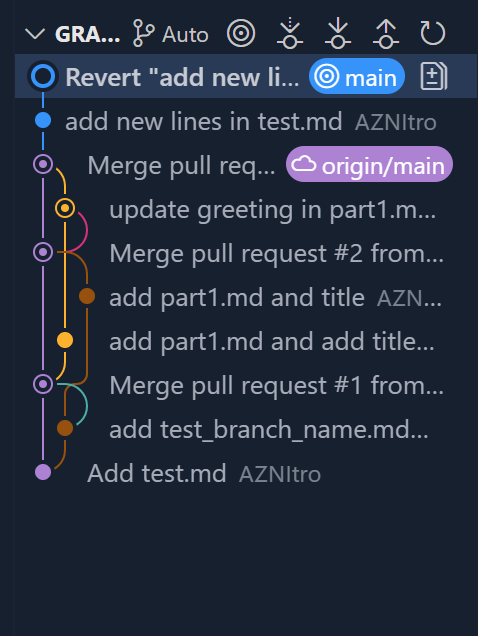 GRA... Auto
Revert "add new li... main
add new lines in test.md AZNItro
Merge pull req... origin/main
update greeting in part1.m...
Merge pull request #2 from...
add part1.md and title AZN...
add part1.md and add title...
Merge pull request #1 from...
add test_branch_name.md...
Add test.md AZNItro